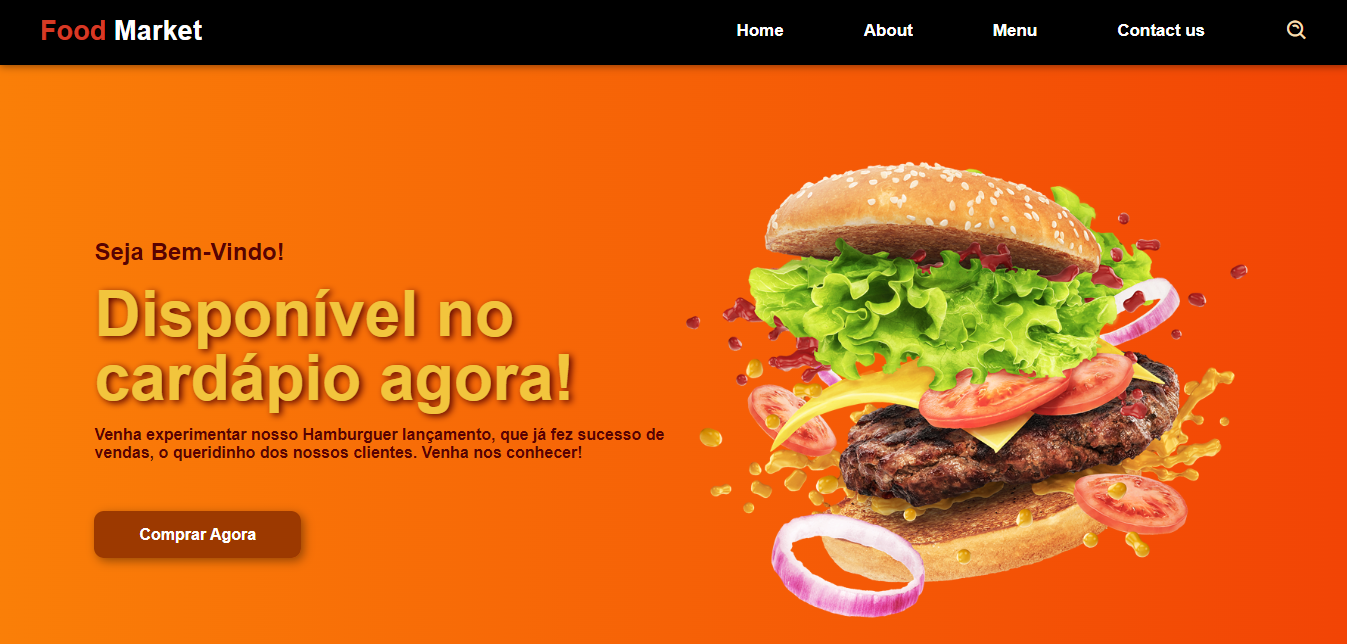 Food Market
Home
About
Menu
Contact us
Seja Bem-Vindo!
Disponível no
cardápio agora!
Venha experimentar nosso Hamburguer lançamento, que já fez sucesso de
vendas, o queridinho dos nossos clientes. Venha nos conhecer!
Comprar Agora